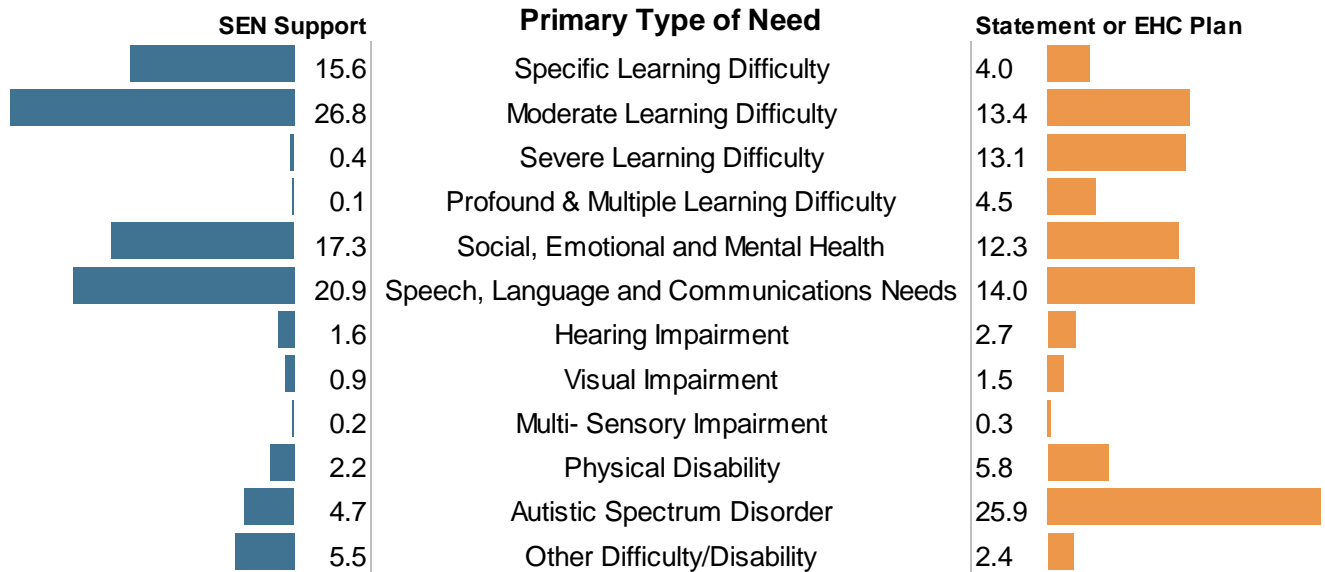 SEN Support Primary Type of Need Statement or EHC Plan
15.6 Specific Learning Difficulty 4.0
26.8 Moderate Learning Difficulty 13.4
0.4 Severe Learning Difficulty 13.1
0.1 Profound & Multiple Learning Difficulty 4.5
17.3 Social, Emotional and Mental Health 12.3
20.9 Speech, Language and Communications Needs 14.0
1.6 Hearing Impairment 2.7
0.9 Visual Impairment 1.5
0.2 Multi- Sensory Impairment 0.3
2.2 Physical Disability 5.8
4.7 Autistic Spectrum Disorder 25.9
5.5 Other Difficulty/Disability 2.4